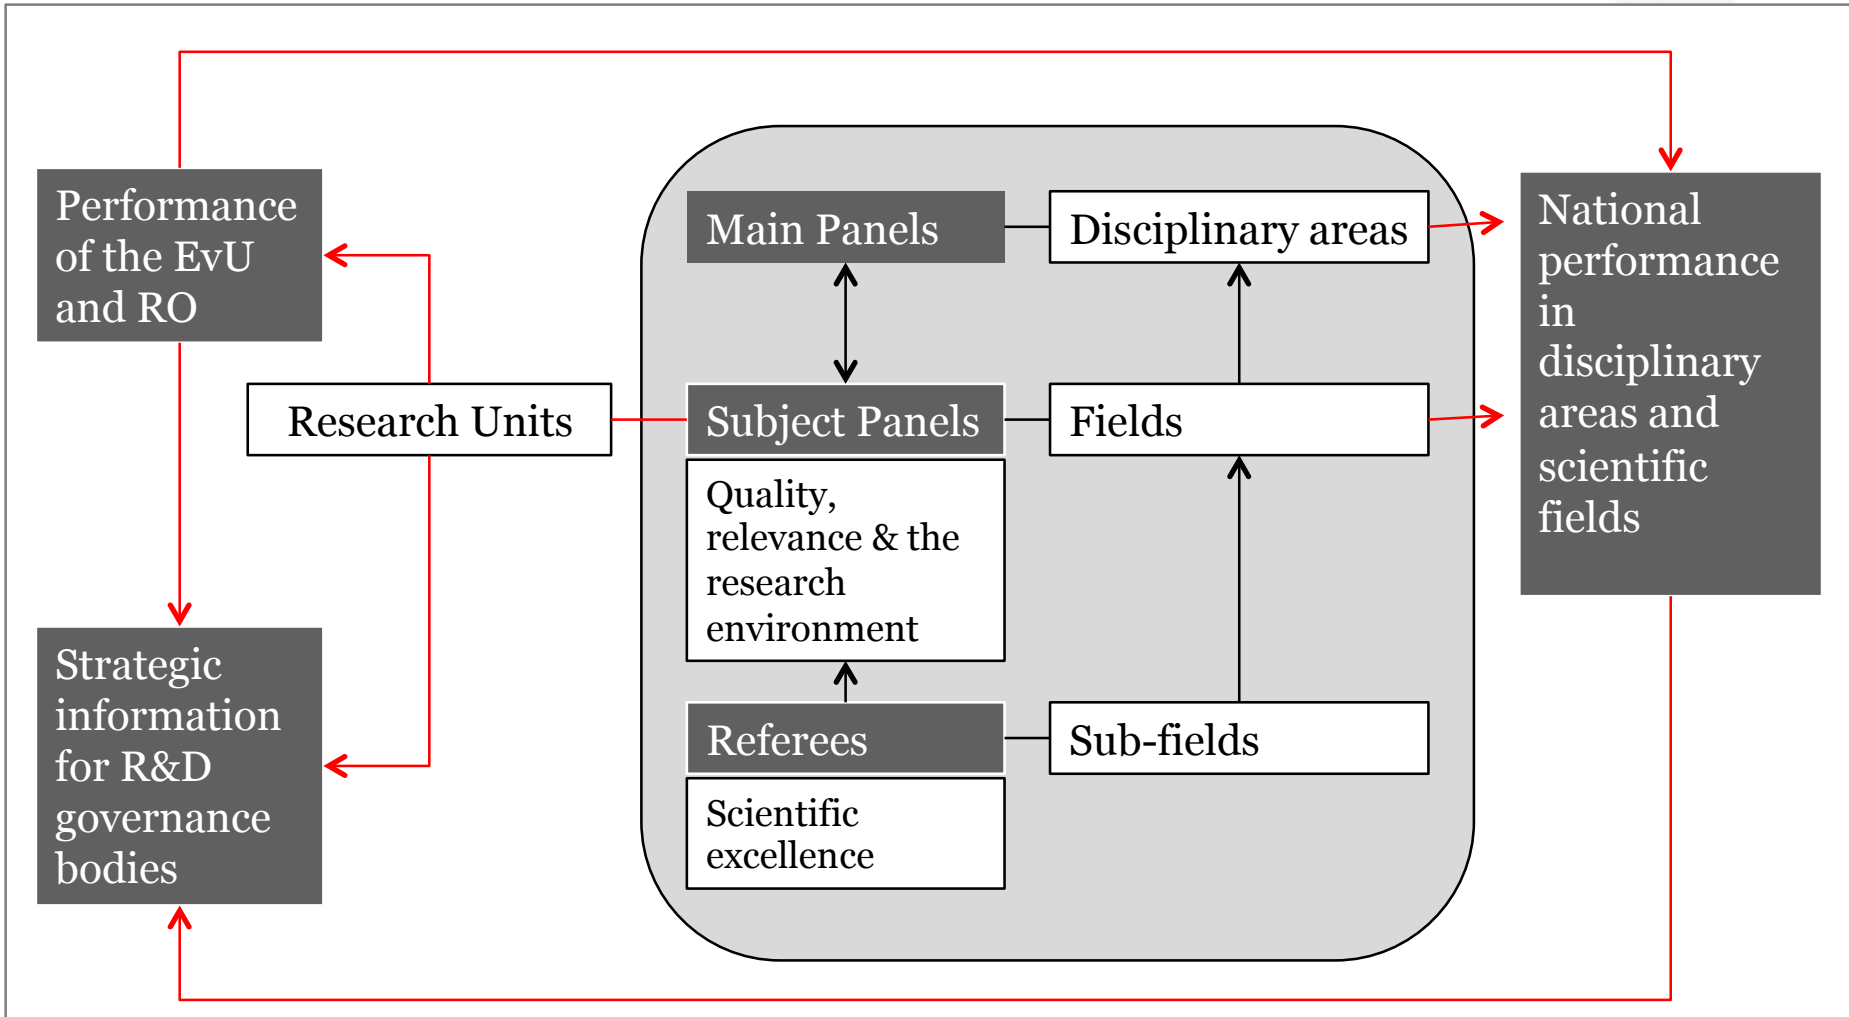 Performance
of the EvU
and RO
Strategic
information
for R&D
governance
bodies
Research Units
Main Panels
Disciplinary areas
Subject Panels
Fields
Quality,
relevance & the
research
environment
Referees
Sub-fields
Scientific
excellence
National
performance
in
disciplinary
areas and
scientific
fields